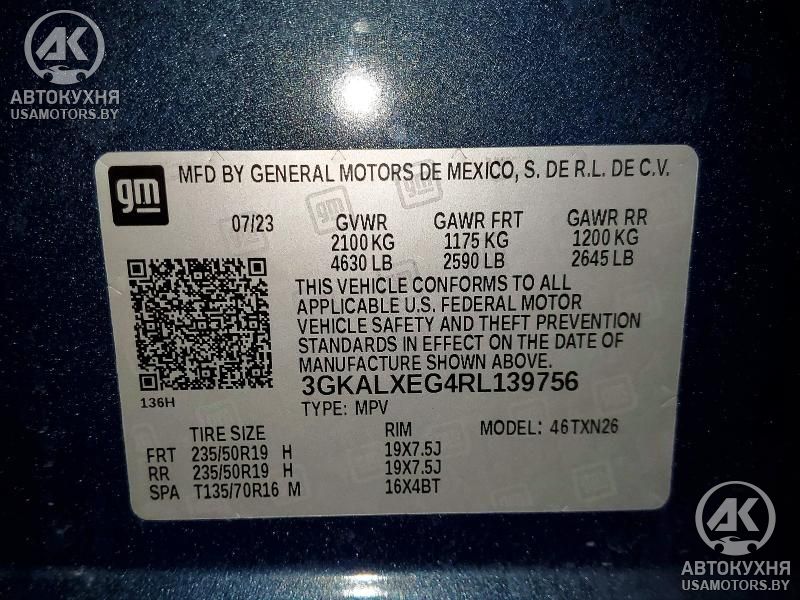 AK
АВТОКУХНЯ
USAMOTORS.BY
gm MFD BY GENERAL MOTORS DE MEXICO, S. DE R.L. DE C.V.
07/23 GVWR GAWR FRT GAWR RR
2100 KG 1175 KG 1200 KG
4630 LB 2590 LB 2645 LB
THIS VEHICLE CONFORMS TO ALL
APPLICABLE U.S. FEDERAL MOTOR
VEHICLE SAFETY AND THEFT PREVENTION
STANDARDS IN EFFECT ON THE DATE OF
MANUFACTURE SHOWN ABOVE.
3GKALXEG4RL139756
136H
TYPE: MPV
TIRE SIZE RIM MODEL: 46TXN26
FRT 235/50R19 H 19X7.5J
RR 235/50R19 H 19X7.5J
SPA T135/70R16 M 16X4BT
AK
АВТОКУХНЯ
USAMOTORS.BY